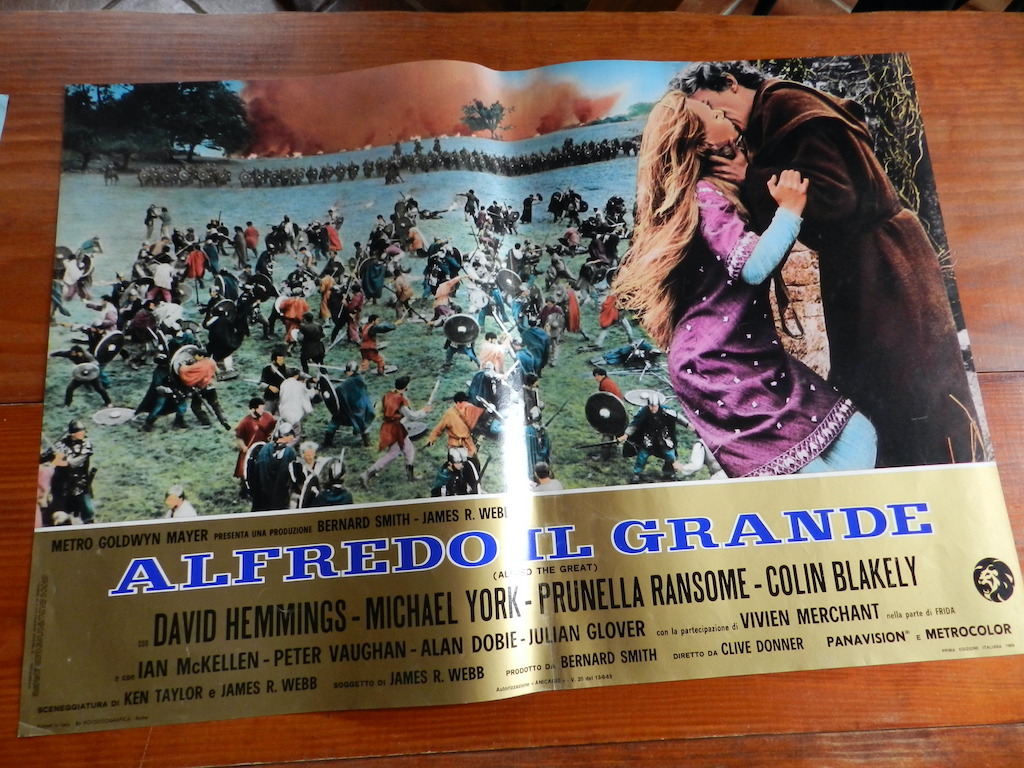 METRO GOLDWYN MAYER PRESENTA UNA PRODUZIONE BERNARD SMITH - JAMES R. WEBB
ALFREDO IL GRANDE
(ALFRED THE GREAT)
con DAVID HEMMINGS - MICHAEL YORK - PRUNELLA RANSOME - COLIN BLAKELY
e con IAN McKELLEN - PETER VAUGHAN - ALAN DOBIE - JULIAN GLOVER con la partecipazione di VIVIEN MERCHANT nella parte di FRIDA
SCENEGGIATURA DI KEN TAYLOR e JAMES R. WEBB SOGGETTO DI JAMES R. WEBB PRODOTTO DA BERNARD SMITH DIRETTO DA CLIVE DONNER PANAVISION® E METROCOLOR
PRIMA EDIZIONE ITALIANA 1969